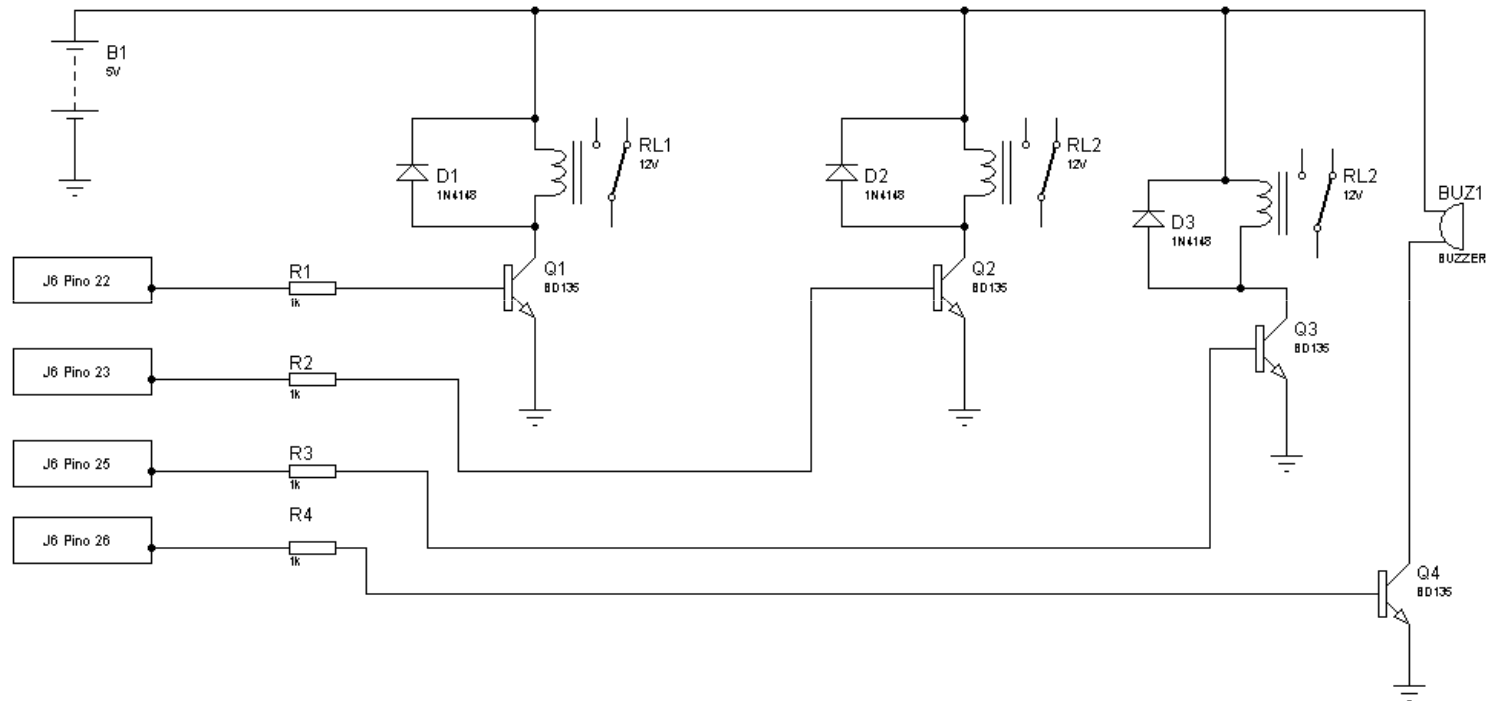 B1
5V
D1
1N4148
RL1
12V
D2
1N4148
RL2
12V
D3
1N4148
RL2
12V
BUZ1
BUZZER
J6 Pino 22
R1
1k
Q1
BD135
Q2
BD135
J6 Pino 23
R2
1k
Q3
BD135
J6 Pino 25
R3
1k
J6 Pino 26
R4
1k
Q4
BD135